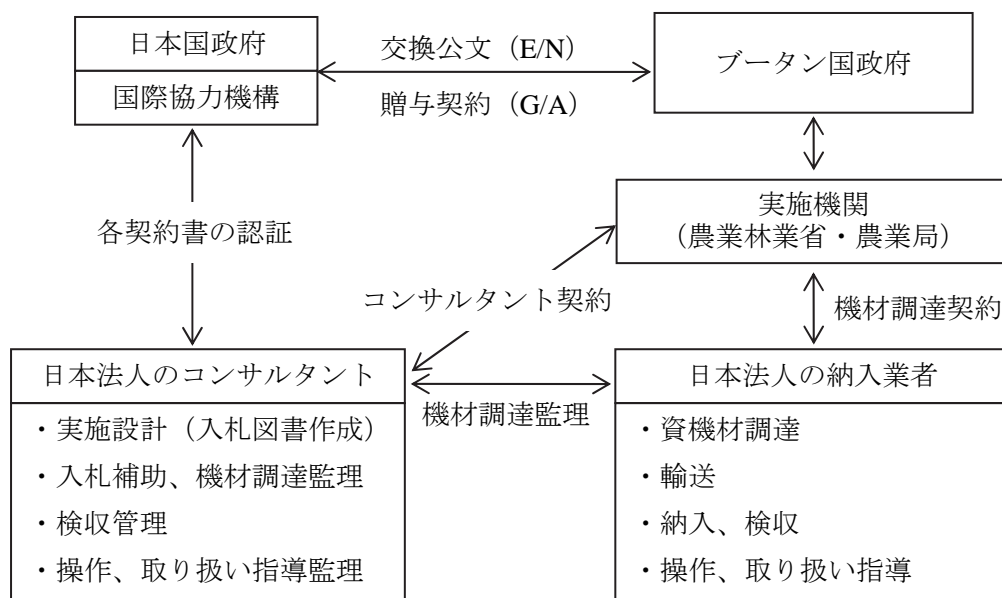 日本国政府
国際協力機構
交換公文（E/N）
贈与契約（G/A）
ブータン国政府
実施機関
（農業林業省・農業局）
各契約書の認証
コンサルタント契約
機材調達契約
日本法人のコンサルタント
・実施設計（入札図書作成）
・入札補助、機材調達監理
・検収管理
・操作、取り扱い指導監理
機材調達監理
日本法人の納入業者
・資機材調達
・輸送
・納入、検収
・操作、取り扱い指導